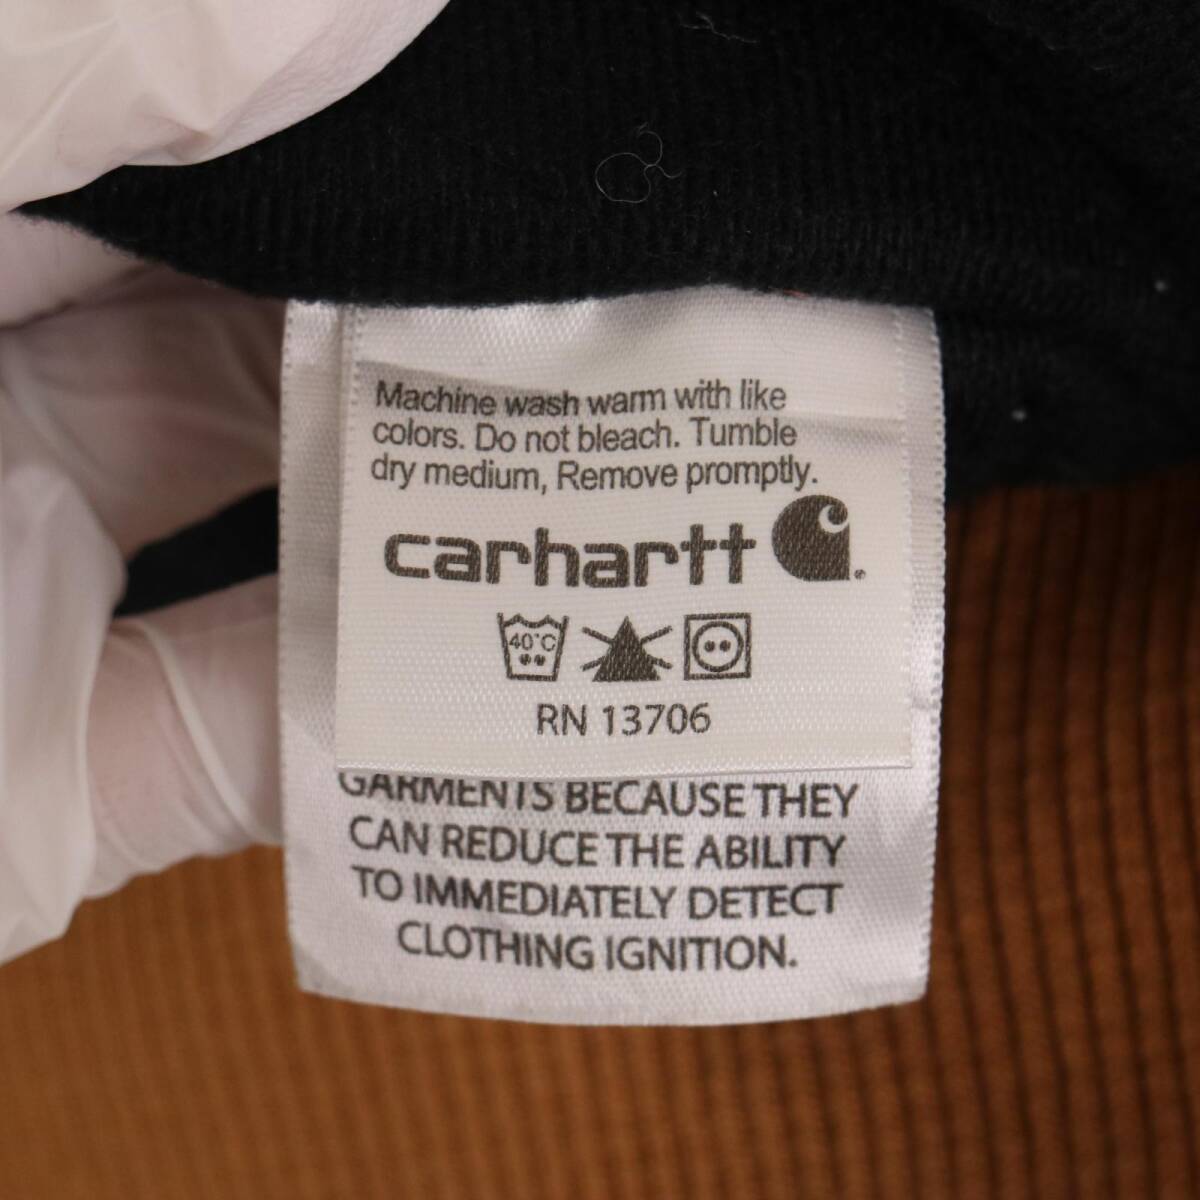 Machine wash warm with like
colors. Do not bleach. Tumble
dry medium, Remove promptly.
carhartt
40°C
RN 13706
GARMENTS BECAUSE THEY
CAN REDUCE THE ABILITY
TO IMMEDIATELY DETECT
CLOTHING IGNITION.